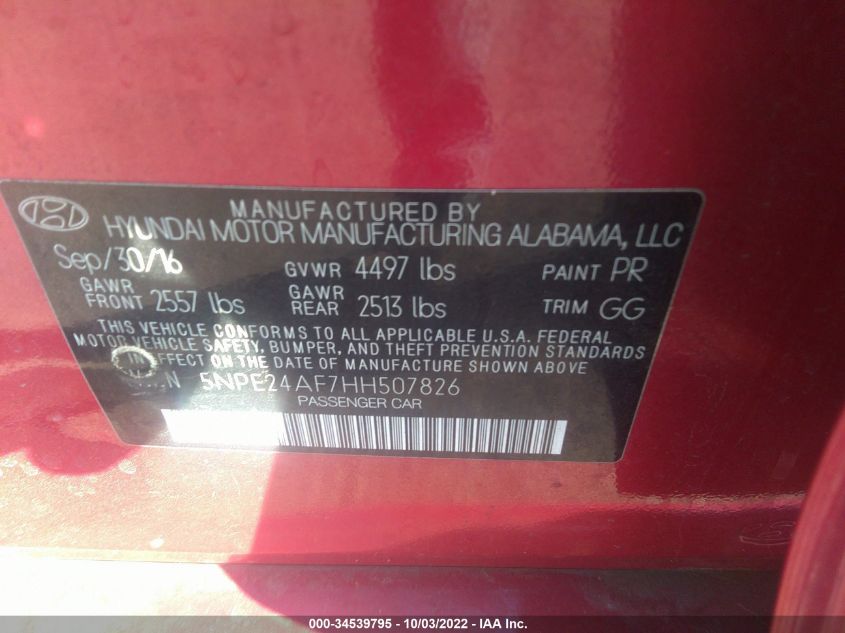 MANUFACTURED BY
HYUNDAI MOTOR MANUFACTURING ALABAMA, LLC
Sep/30/16 GVWR 4497 lbs PAINT PR
GAWR FRONT 2557 lbs GAWR REAR 2513 lbs TRIM GG
THIS VEHICLE CONFORMS TO ALL APPLICABLE U.S.A. FEDERAL
MOTOR VEHICLE SAFETY, BUMPER, AND THEFT PREVENTION STANDARDS
IN EFFECT ON THE DATE OF MANUFACTURE SHOWN ABOVE
5NPE24AF7HH507826
PASSENGER CAR
000-34539795 - 10/03/2022 - IAA Inc.